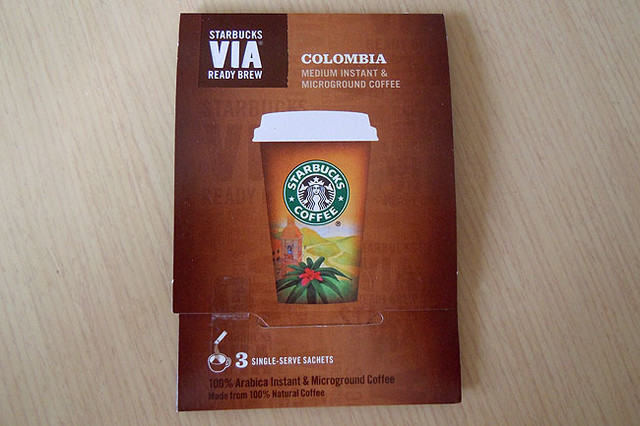 STARBUCKS
VIA®
READY BREW
COLOMBIA
MEDIUM INSTANT &
MICROGROUND COFFEE
STARBUCKS
COFFEE
®
3 SINGLE-SERVE SACHETS
100% Arabica Instant & Microground Coffee
Made from 100% Natural Coffee